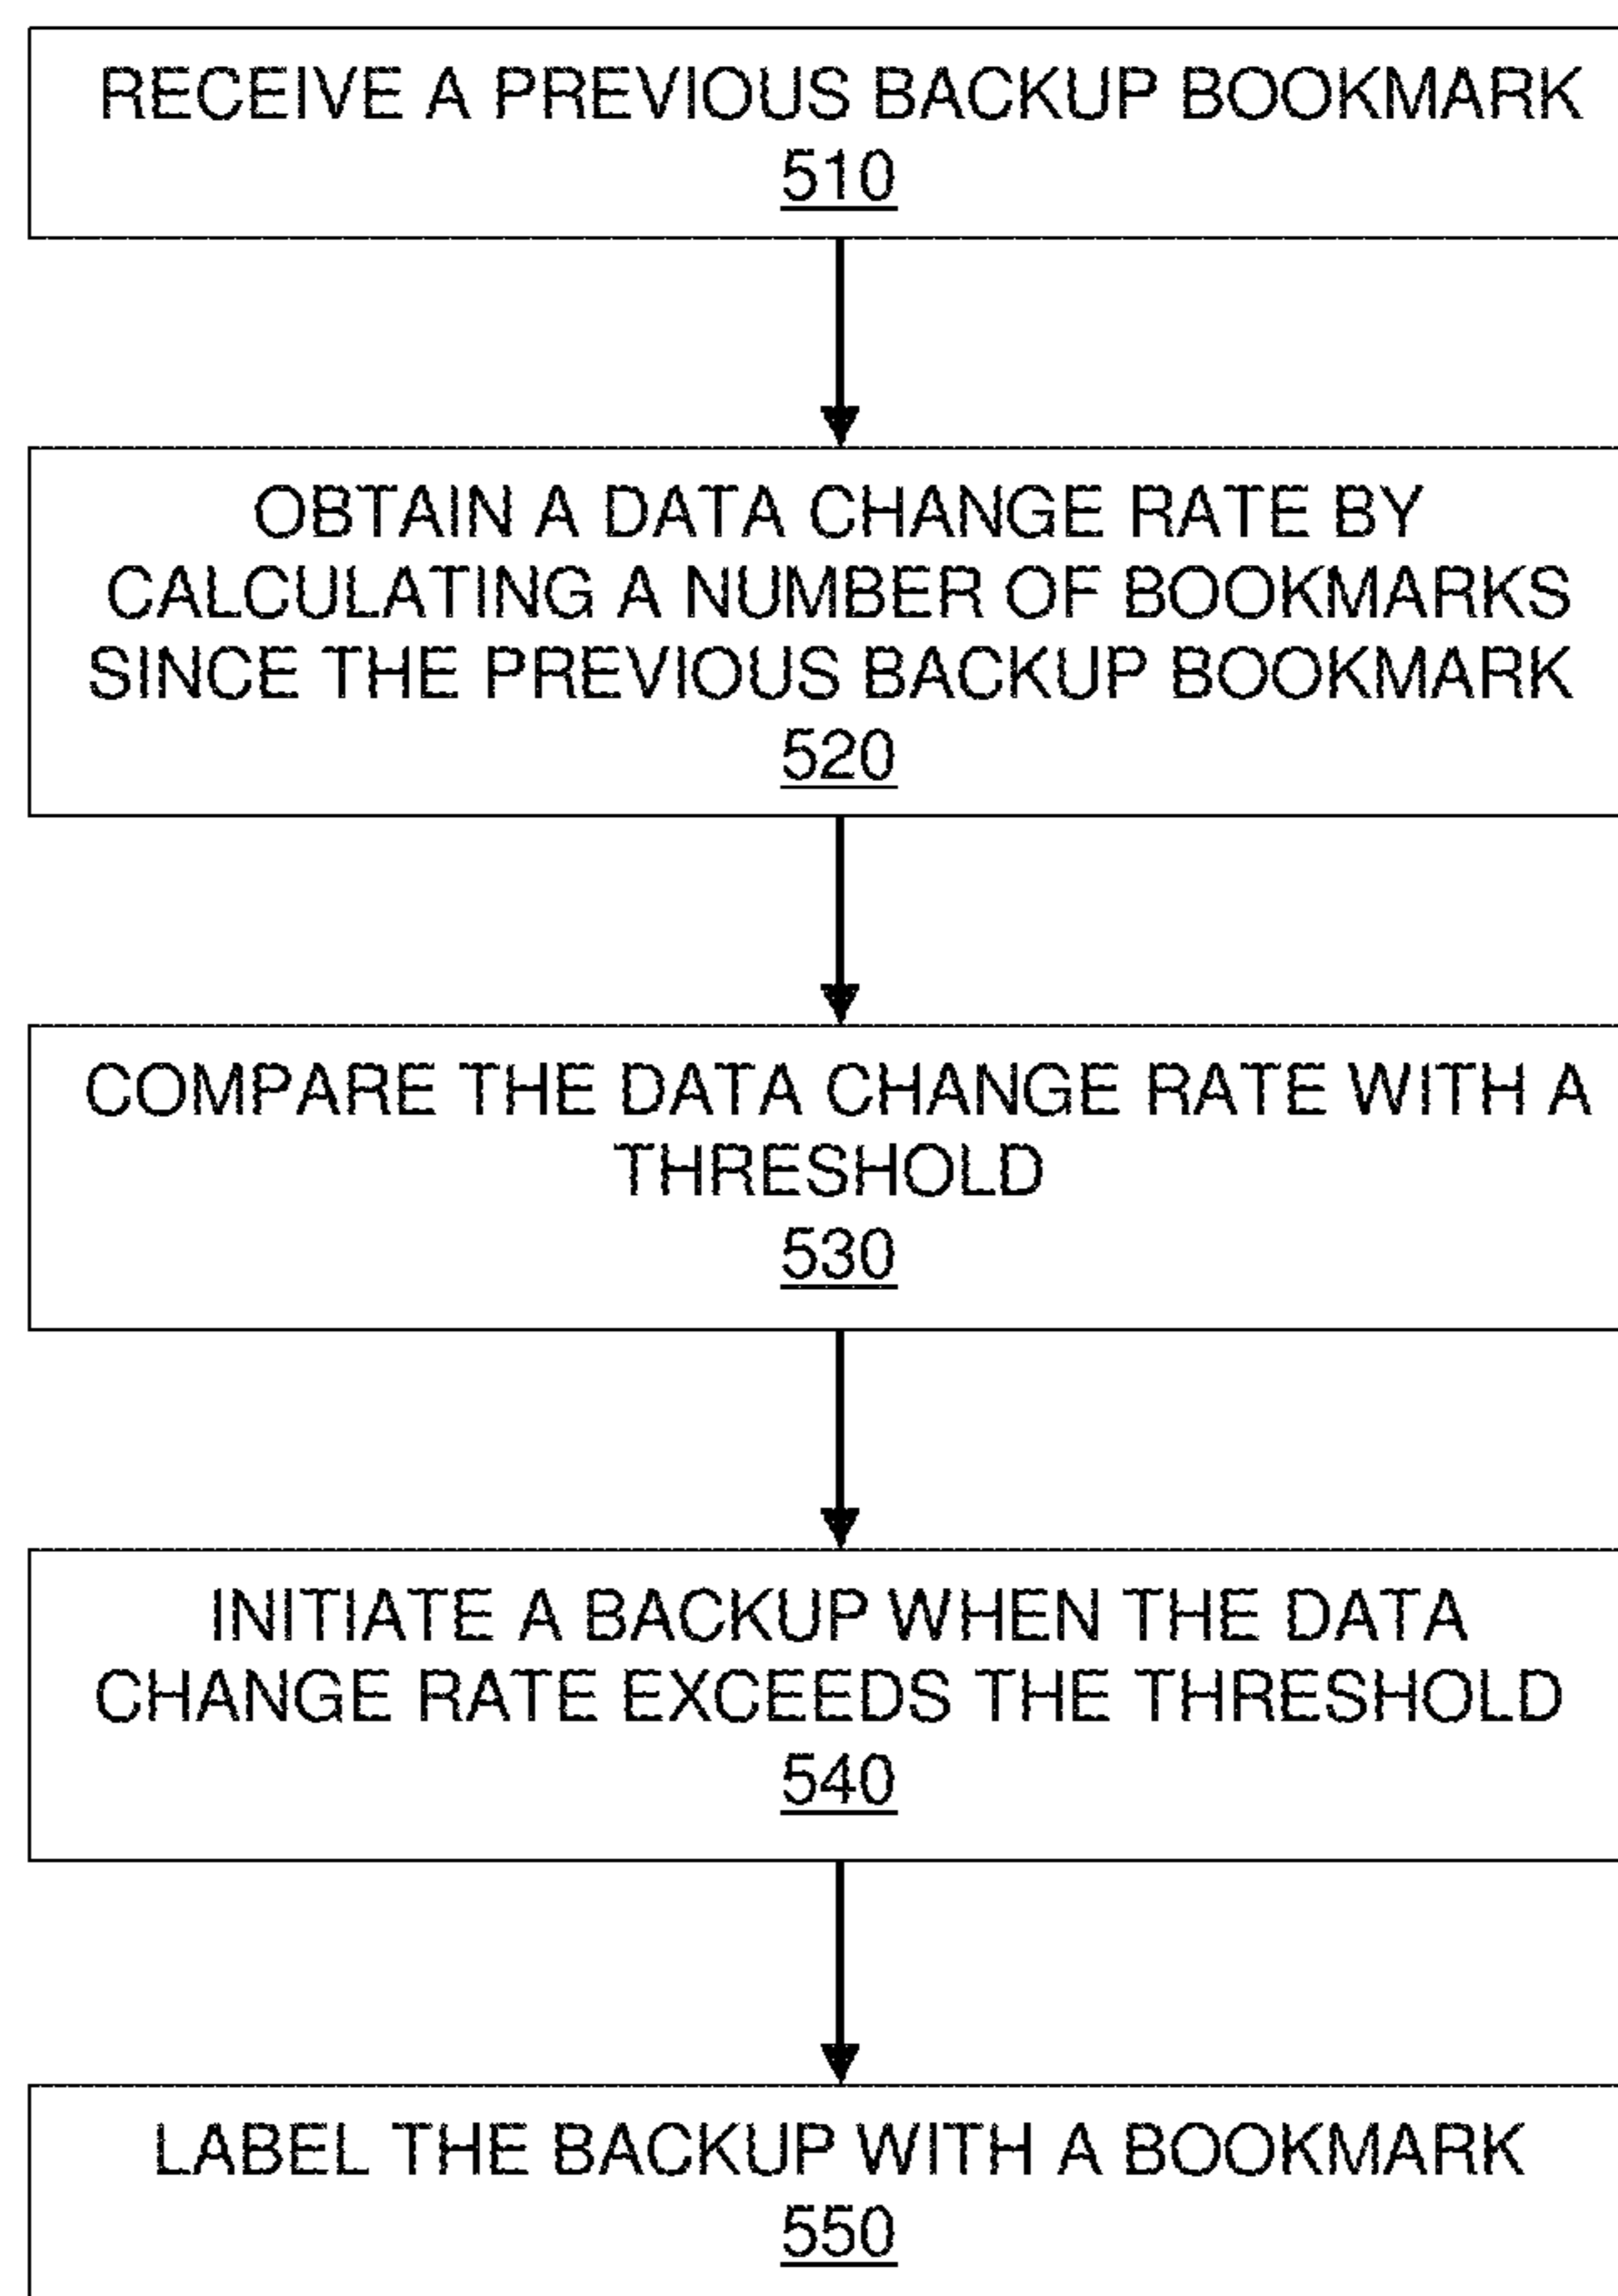 RECEIVE A PREVIOUS BACKUP BOOKMARK
510
OBTAIN A DATA CHANGE RATE BY
CALCULATING A NUMBER OF BOOKMARKS
SINCE THE PREVIOUS BACKUP BOOKMARK
520
COMPARE THE DATA CHANGE RATE WITH A
THRESHOLD
530
INITIATE A BACKUP WHEN THE DATA
CHANGE RATE EXCEEDS THE THRESHOLD
540
LABEL THE BACKUP WITH A BOOKMARK
550